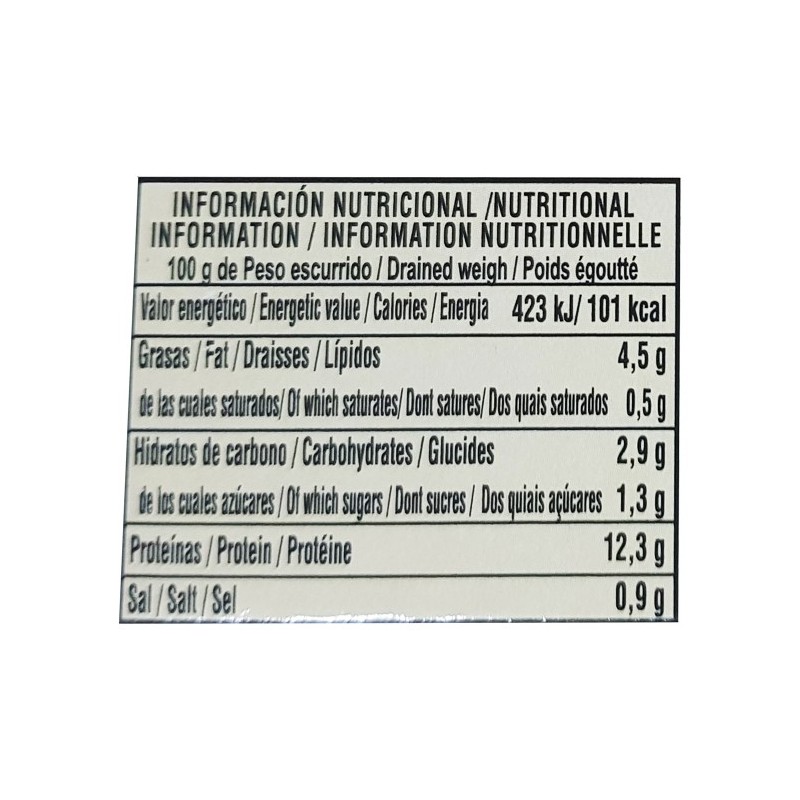 INFORMACIÓN NUTRICIONAL /NUTRITIONAL
INFORMATION / INFORMATION NUTRITIONNELLE
100 g de Peso escurrido / Drained weigh / Poids égoutté
Valor energético / Energetic value / Calories / Energia 423 kJ/ 101 kcal
Grasas / Fat / Draisses / Lípidos 4,5 g
de las cuales saturados/ Of which saturates/ Dont satures/ Dos quais saturados 0,5 g
Hidratos de carbono / Carbohydrates / Glucides 2,9 g
de los cuales azúcares / Of which sugars / Dont sucres / Dos quiais açúcares 1,3 g
Proteínas / Protein / Protéine 12,3 g
Sal / Salt / Sel 0,9 g